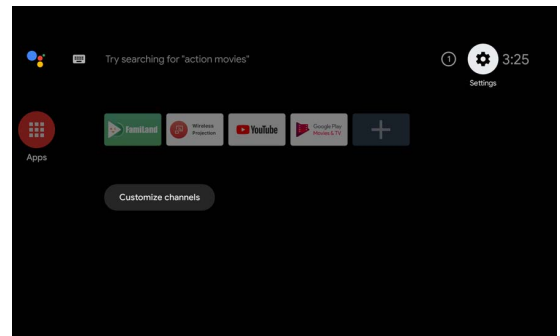 Try searching for "action movies"
1
3:25
Settings
Apps
FamiLand
Wireless
Projection
YouTube
Google Play
Movies & TV
Customize channels